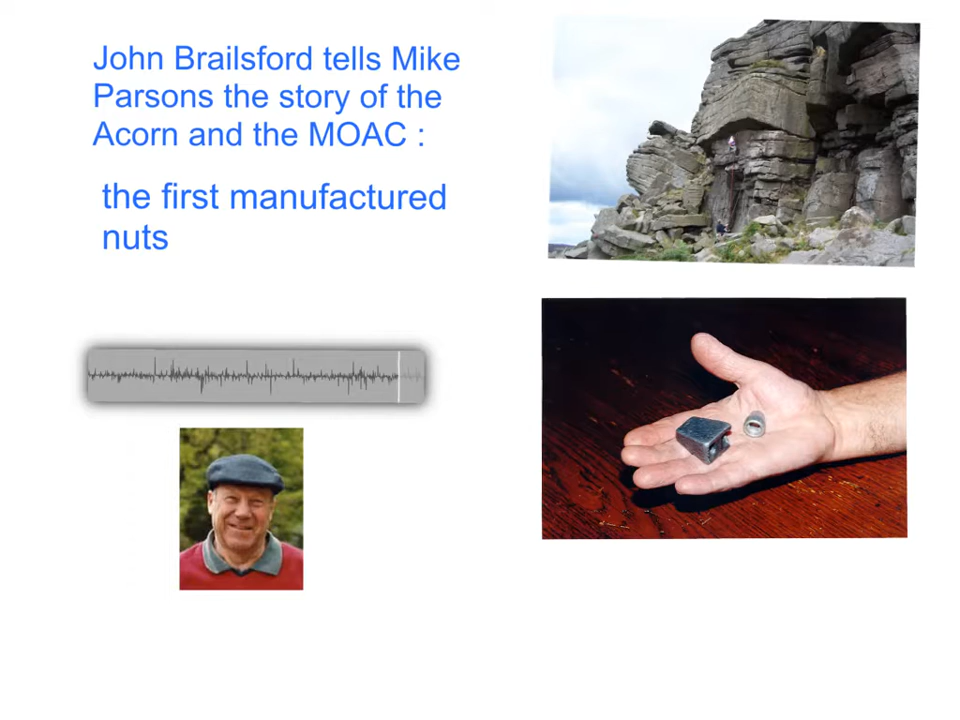 John Brailsford tells Mike
Parsons the story of the
Acorn and the MOAC :
the first manufactured
nuts